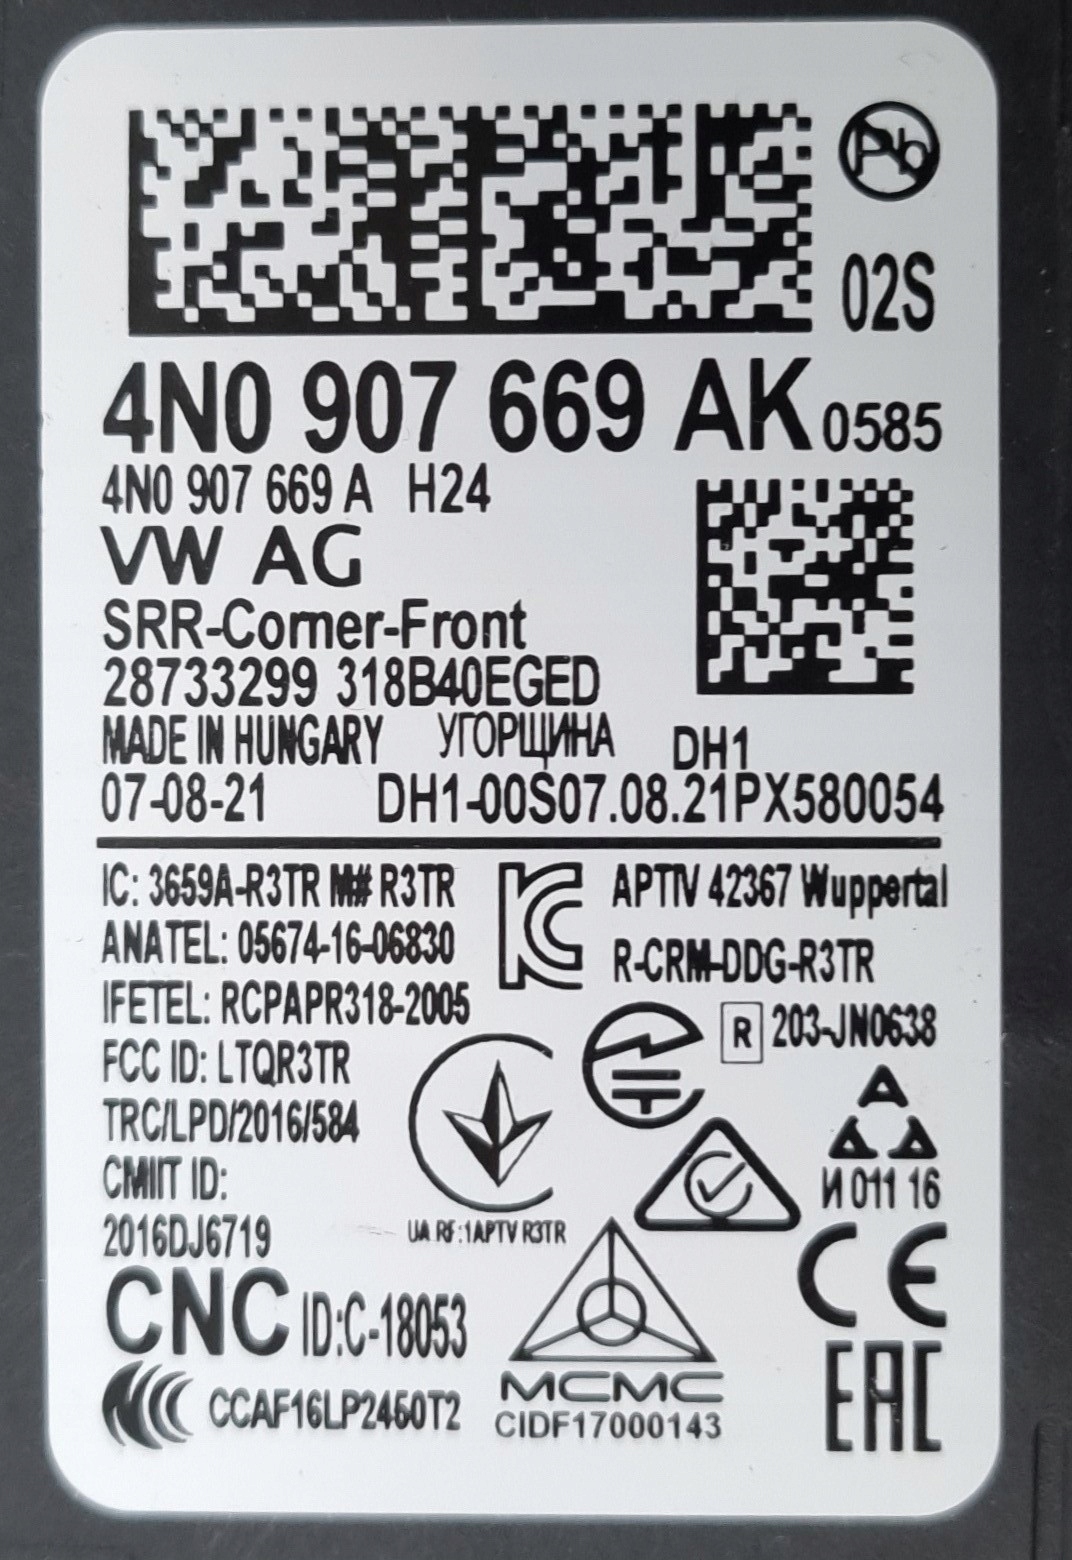 Pb
02S
4N0 907 669 AK 0585
4N0 907 669 A H24
VW AG
SRR-Corner-Front
28733299 318B40EGED
MADE IN HUNGARY УГОРЩИНА DH1
07-08-21 DH1-00S07.08.21PX580054
IC: 3659A-R3TR M# R3TR
ANATEL: 05674-16-06830
IFETEL: RCPAPR318-2005
FCC ID: LTQR3TR
TRC/LPD/2016/584
CMIIT ID:
2016DJ6719
CNC ID:C-18053
CCAF16LP2450T2
KC
APTIV 42367 Wuppertal
R-CRM-DDG-R3TR
R 203-JN0638
UA RF:1APTV R3TR
A
A A
И 011 16
CE
MCMC
CIDF17000143
EAC